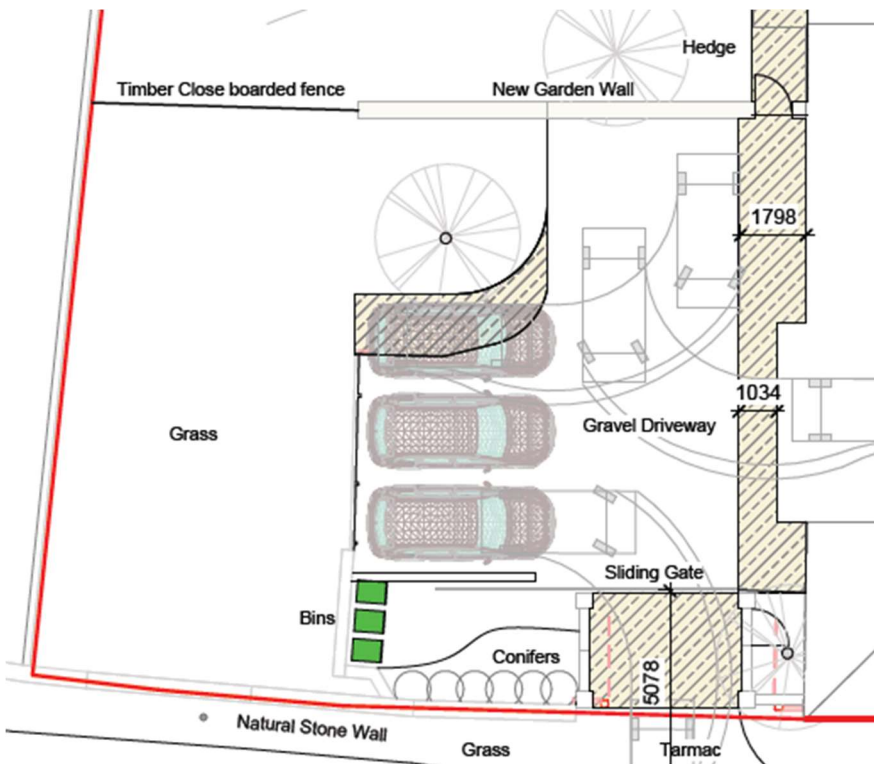 Hedge
Timber Close boarded fence
New Garden Wall
1798
1034
Grass
Gravel Driveway
Sliding Gate
Bins
Conifers
5078
Natural Stone Wall
Grass
Tarmac